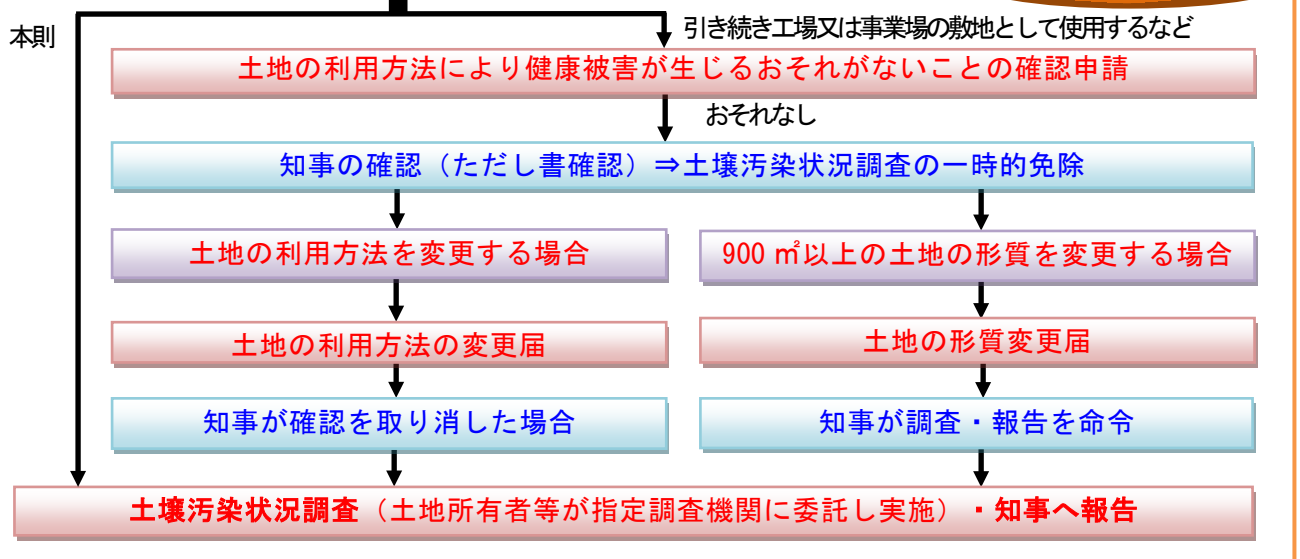 本則
引き続き工場又は事業場の敷地として使用するなど
土地の利用方法により健康被害が生じるおそれがないことの確認申請
おそれなし
知事の確認（ただし書確認）⇒土壌汚染状況調査の一時的免除
土地の利用方法を変更する場合
900 ㎡以上の土地の形質を変更する場合
土地の利用方法の変更届
土地の形質変更届
知事が確認を取り消した場合
知事が調査・報告を命令
土壌汚染状況調査（土地所有者等が指定調査機関に委託し実施）・知事へ報告